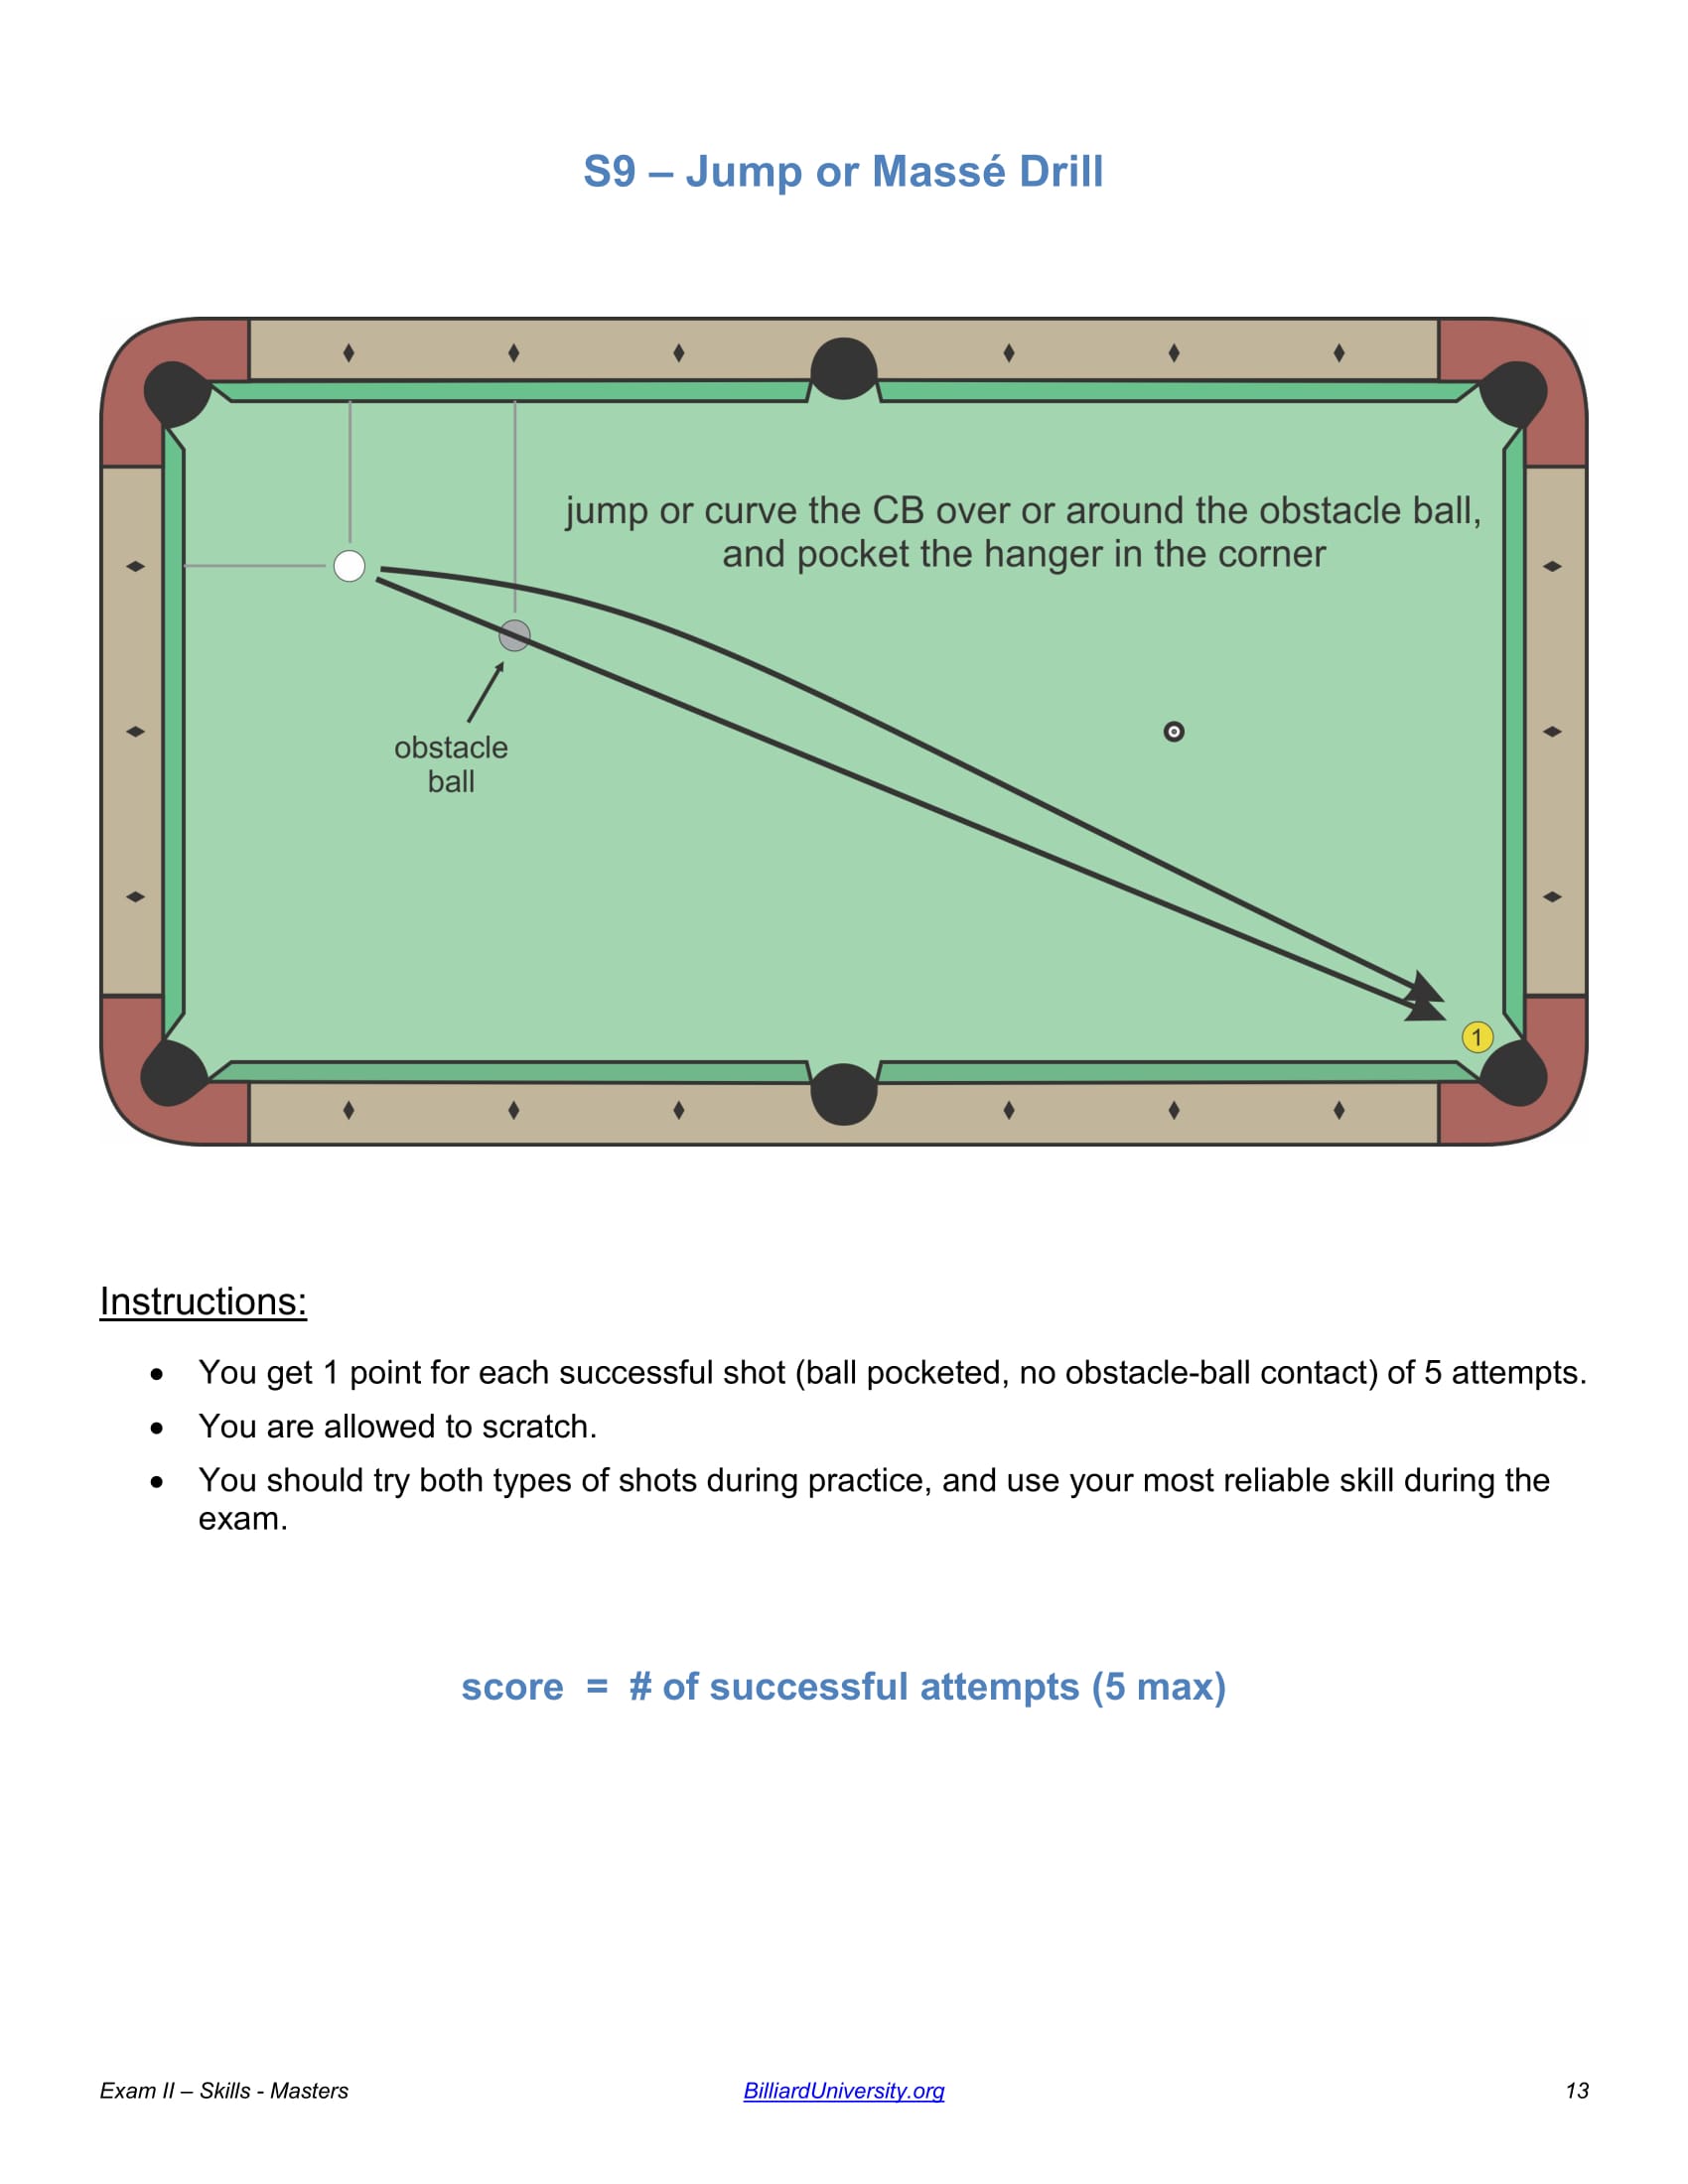 S9 – Jump or Massé Drill
jump or curve the CB over or around the obstacle ball,
and pocket the hanger in the corner
obstacle
ball
1
Instructions:
• You get 1 point for each successful shot (ball pocketed, no obstacle-ball contact) of 5 attempts.
• You are allowed to scratch.
• You should try both types of shots during practice, and use your most reliable skill during the
exam.
score = # of successful attempts (5 max)
Exam II – Skills - Masters BilliardUniversity.org 13